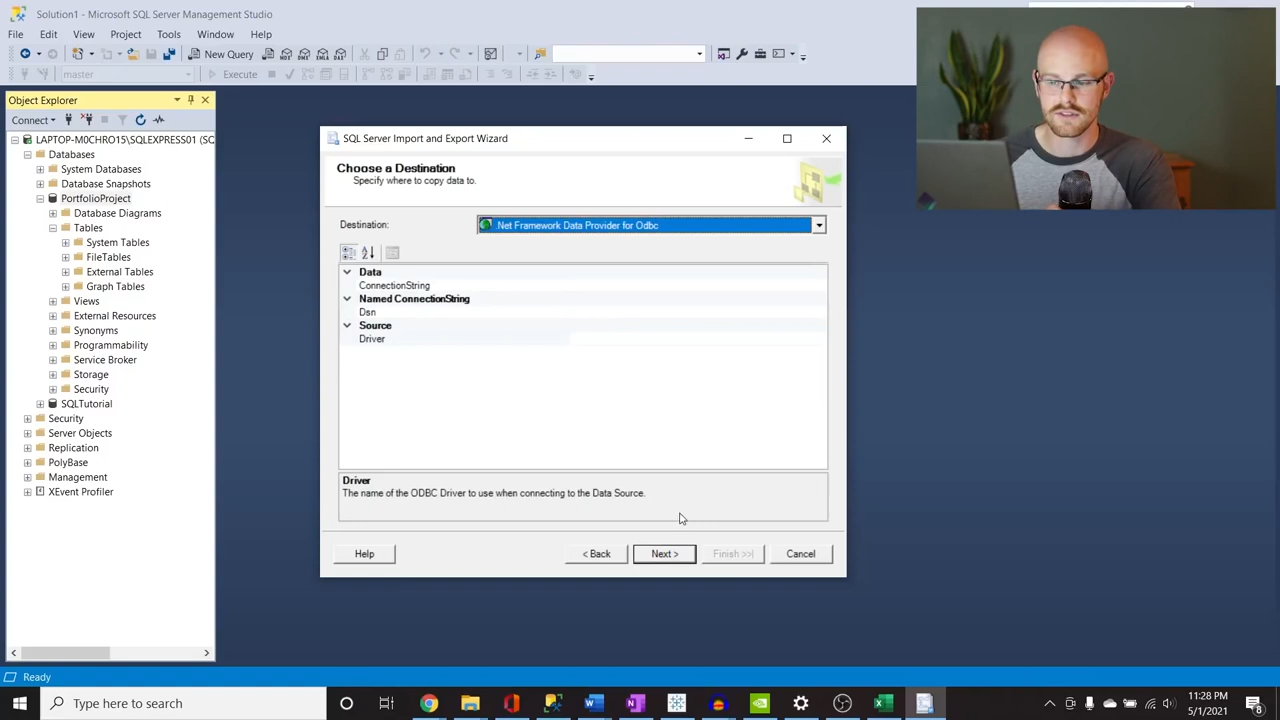 Solution1 - Microsoft SQL Server Management Studio
File Edit View Project Tools Window Help
New Query
MDX DMX XMLA DAX
master
Execute
Object Explorer
Connect
LAPTOP-M0CHRO15\SQLEXPRESS01 (SQ
Databases
System Databases
Database Snapshots
PortfolioProject
Database Diagrams
Tables
System Tables
FileTables
External Tables
Graph Tables
Views
External Resources
Synonyms
Programmability
Service Broker
Storage
Security
SQLTutorial
Security
Server Objects
Replication
PolyBase
Management
XEvent Profiler
SQL Server Import and Export Wizard
Choose a Destination
Specify where to copy data to.
Destination:
.Net Framework Data Provider for Odbc
Data
ConnectionString
Named ConnectionString
Dsn
Source
Driver
Driver
The name of the ODBC Driver to use when connecting to the Data Source.
Help
< Back
Next >
Finish >>|
Cancel
Ready
Type here to search
11:28 PM
5/1/2021
8